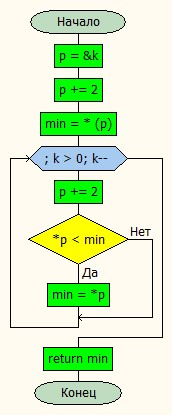 Начало
p = &k
p += 2
min = * (p)
; k > 0; k--
p += 2
*p < min
Нет
Да
min = *p
return min
Конец